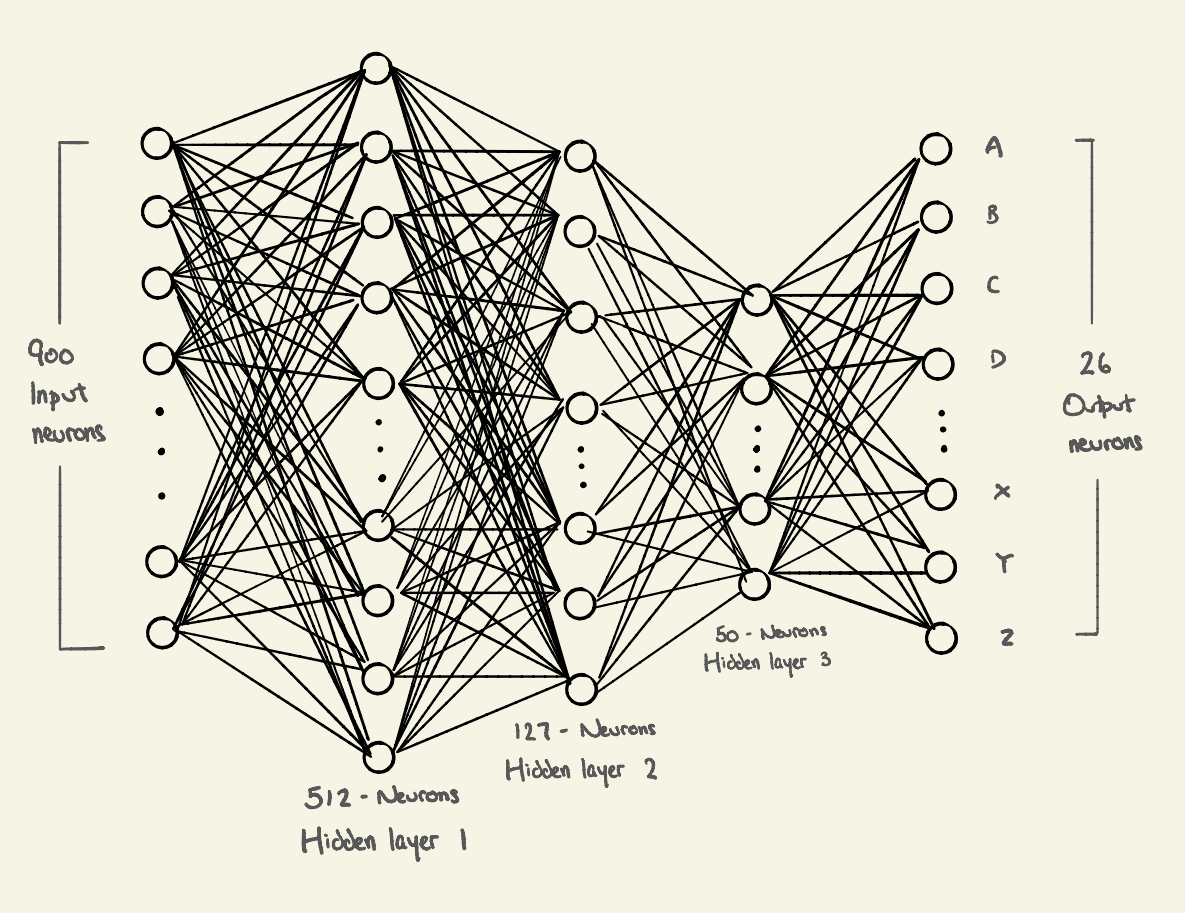 900
Input
neurons
512 - Neurons
Hidden layer 1
127 - Neurons
Hidden layer 2
50 - Neurons
Hidden layer 3
A
B
C
D
X
Y
Z
26
Output
neurons